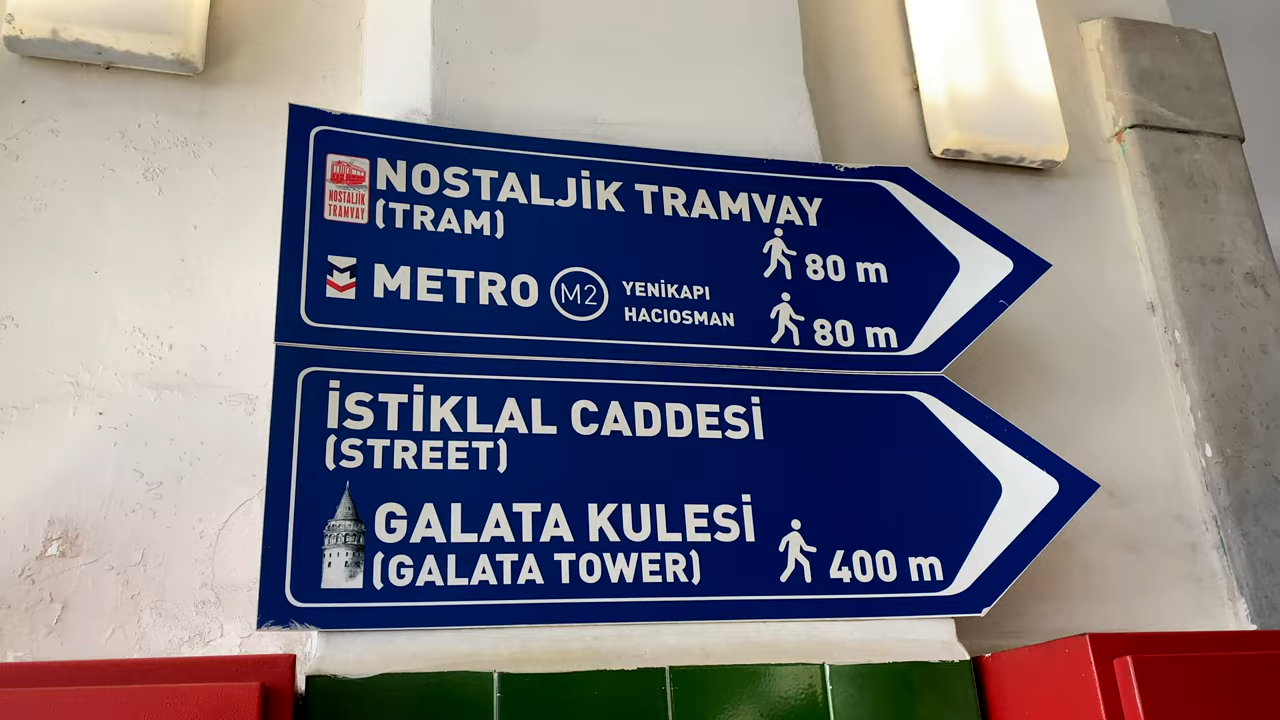 NOSTALJİK TRAMVAY
(TRAM)
NOSTALJİK
TRAMVAY
80 m
METRO M2 YENİKAPI
HACIOSMAN
80 m
İSTİKLAL CADDESİ
(STREET)
GALATA KULESİ
(GALATA TOWER)
400 m